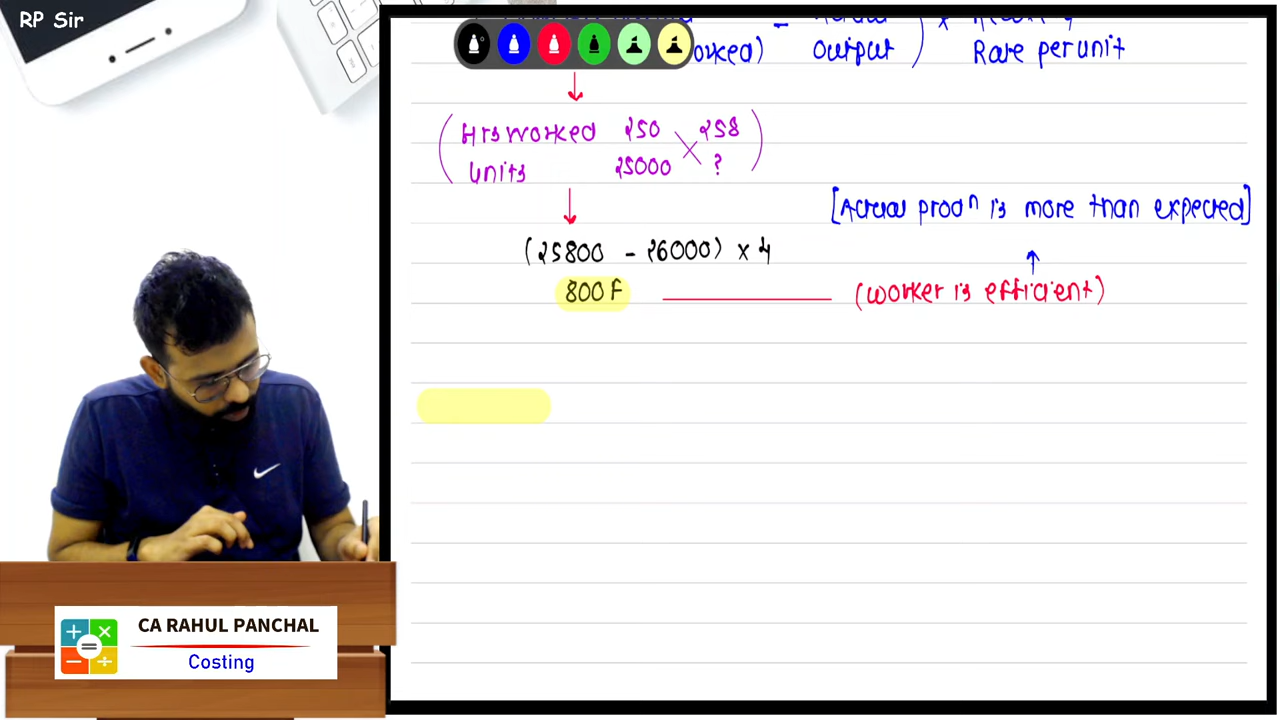 RP Sir
orked) - Output ) × Rate per unit
( Hrs worked 250 × 258 )
Units 25000 ?
[Actual prodⁿ is more than expected]
(25800 - 26000) × 4
800 F (worker is efficient)
CA RAHUL PANCHAL
Costing